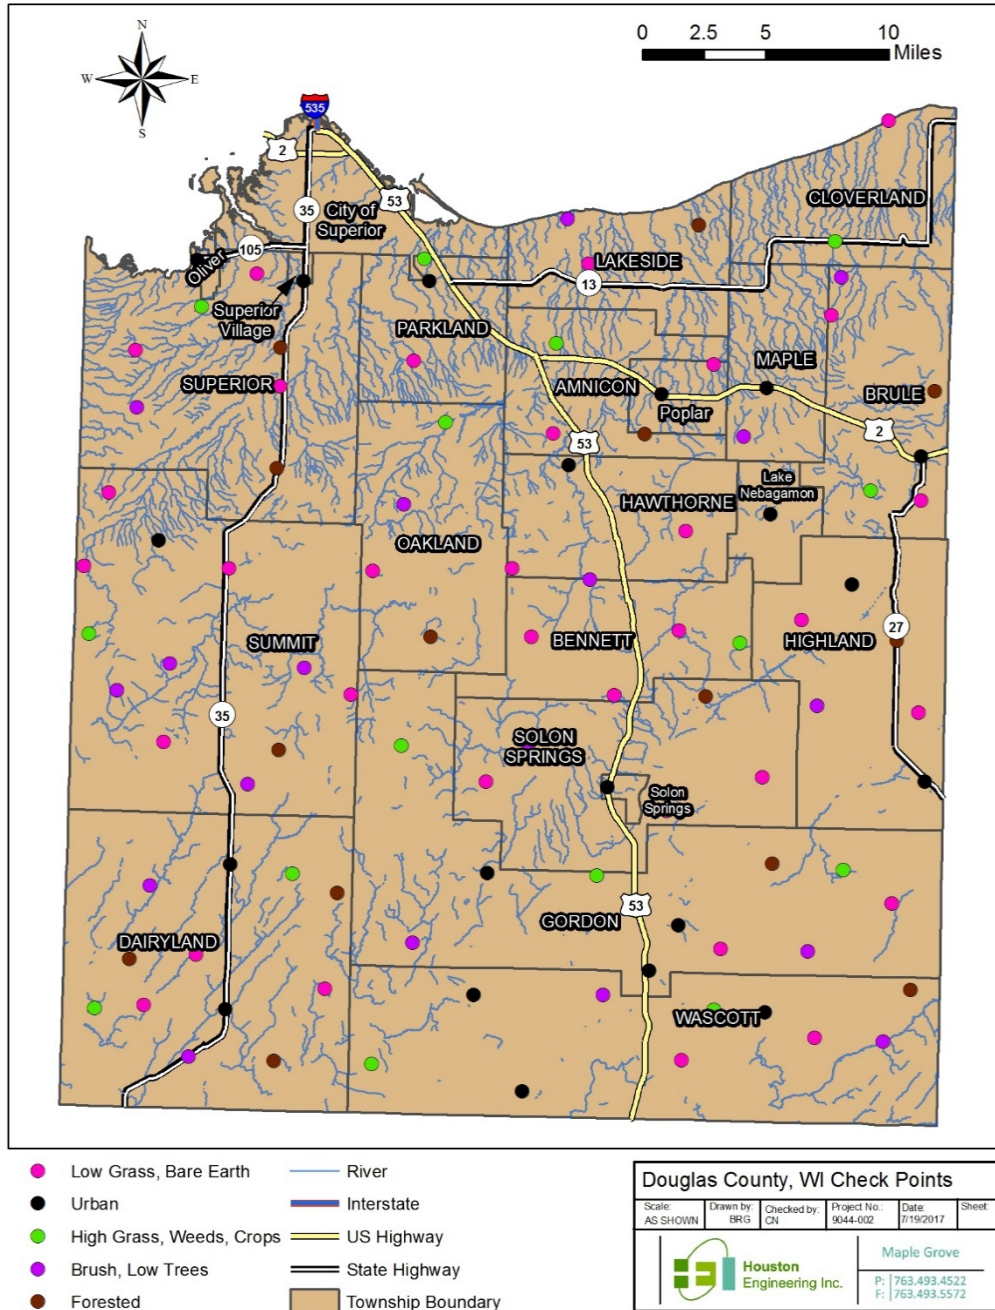 N
W E
S
0 2.5 5 10
Miles
535
2
53
35
City of
Superior
CLOVERLAND
105
Oliver
LAKESIDE
13
Superior
Village
PARKLAND
SUPERIOR
AMNICON
MAPLE
BRULE
Poplar
2
53
Lake
Nebagamon
HAWTHORNE
OAKLAND
SUMMIT
BENNETT
HIGHLAND
27
35
SOLON
SPRINGS
Solon
Springs
53
GORDON
DAIRYLAND
WASCOTT
Low Grass, Bare Earth
Urban
High Grass, Weeds, Crops
Brush, Low Trees
Forested
River
Interstate
US Highway
State Highway
Township Boundary
Douglas County, WI Check Points
Scale: AS SHOWN
Drawn by: BRG
Checked by: CN
Project No.: 9044-002
Date: 7/19/2017
Sheet:
Houston
Engineering Inc.
Maple Grove
P: 763.493.4522
F: 763.493.5572